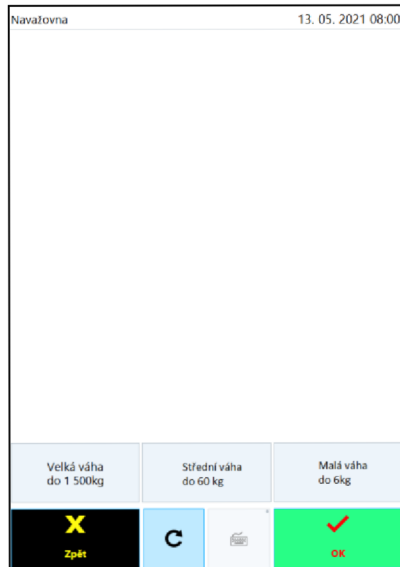 Navažovna 13. 05. 2021 08:00
Velká váha Střední váha Malá váha
do 1 500kg do 60 kg do 6kg
X C
Zpět OK